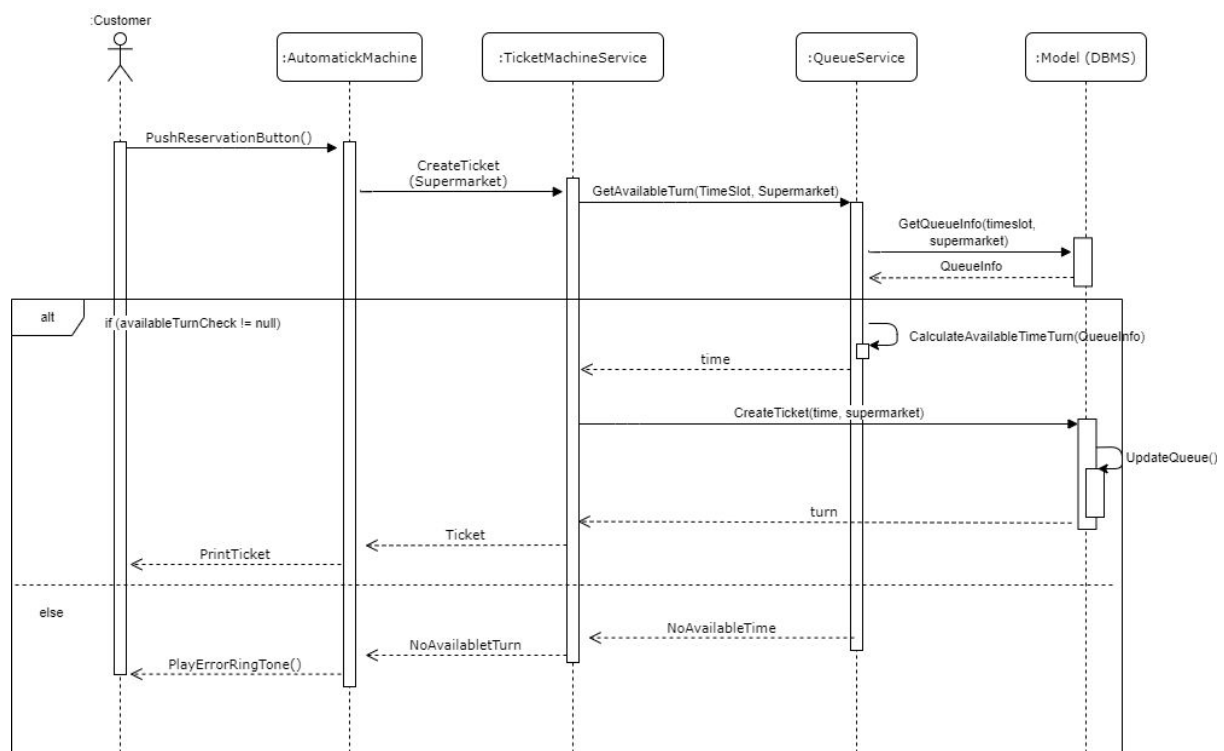 :Customer
:AutomatickMachine
:TicketMachineService
:QueueService
:Model (DBMS)
PushReservationButton()
CreateTicket
(Supermarket)
GetAvailableTurn(TimeSlot, Supermarket)
GetQueueInfo(timeslot,
supermarket)
QueueInfo
alt
if (availableTurnCheck != null)
CalculateAvailableTimeTurn(QueueInfo)
time
CreateTicket(time, supermarket)
UpdateQueue()
turn
Ticket
PrintTicket
else
NoAvailableTime
NoAvailabletTurn
PlayErrorRingTone()